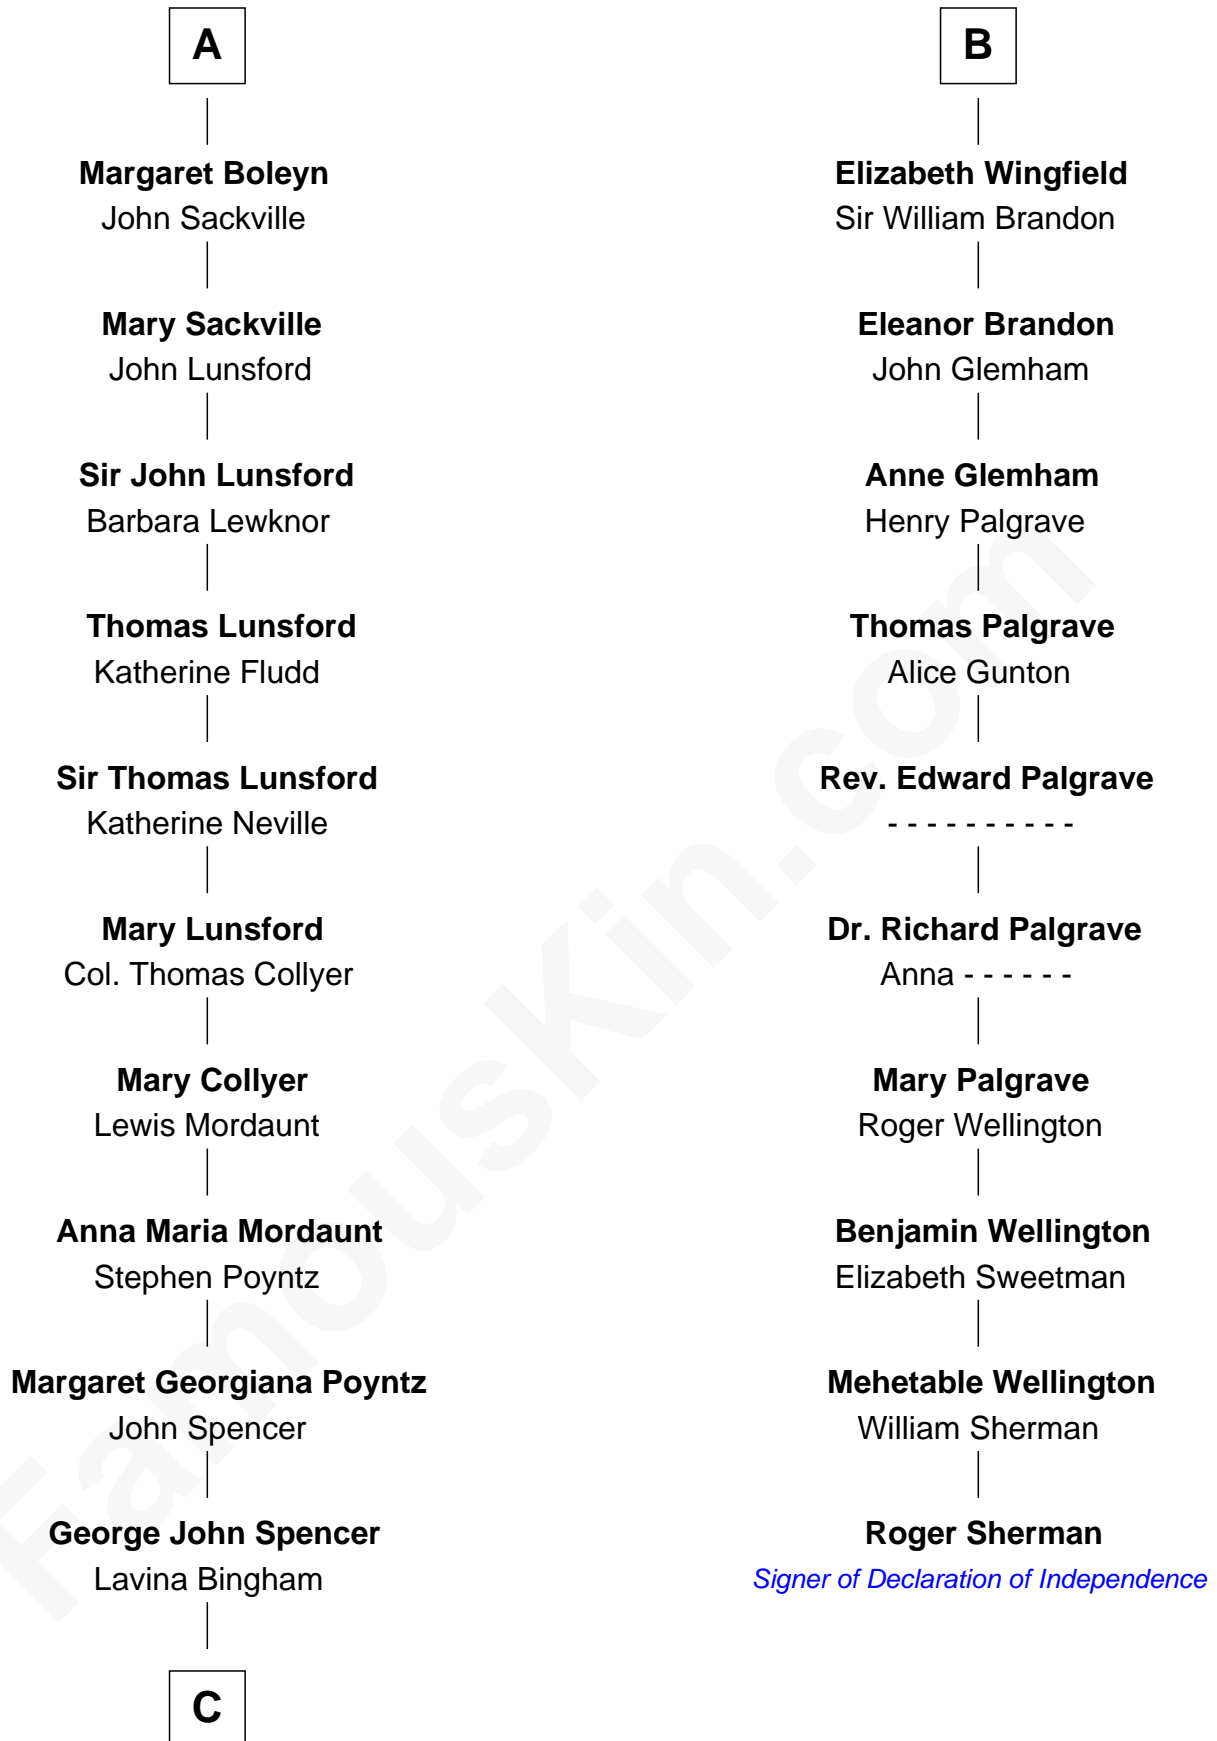 A
Margaret Boleyn
John Sackville
Mary Sackville
John Lunsford
Sir John Lunsford
Barbara Lewknor
Thomas Lunsford
Katherine Fludd
Sir Thomas Lunsford
Katherine Neville
Mary Lunsford
Col. Thomas Collyer
Mary Collyer
Lewis Mordaunt
Anna Maria Mordaunt
Stephen Poyntz
Margaret Georgiana Poyntz
John Spencer
George John Spencer
Lavina Bingham
C
B
Elizabeth Wingfield
Sir William Brandon
Eleanor Brandon
John Glemham
Anne Glemham
Henry Palgrave
Thomas Palgrave
Alice Gunton
Rev. Edward Palgrave
- - - - - - - - - -
Dr. Richard Palgrave
Anna - - - - - -
Mary Palgrave
Roger Wellington
Benjamin Wellington
Elizabeth Sweetman
Mehetable Wellington
William Sherman
Roger Sherman
Signer of Declaration of Independence
FamousKin.com